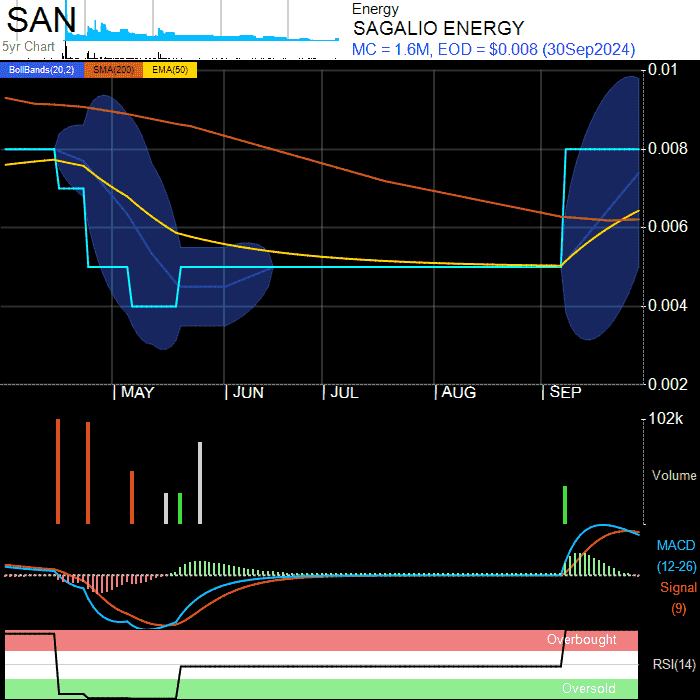 SAN
5yr Chart
Energy
SAGALIO ENERGY
MC = 1.6M, EOD = $0.008 (30Sep2024)
BollBands(20,2) SMA(200) EMA(50)
0.01
0.008
0.006
0.004
0.002
MAY JUN JUL AUG SEP
102k
Volume
MACD
(12-26)
Signal
(9)
Overbought
RSI(14)
Oversold